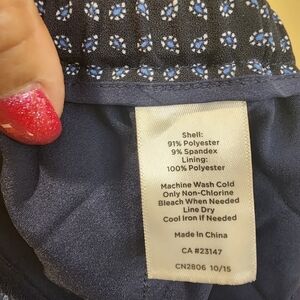 Shell:
91% Polyester
9% Spandex
Lining:
100% Polyester
Machine Wash Cold
Only Non-Chlorine
Bleach When Needed
Line Dry
Cool Iron If Needed
Made In China
CA #23147
CN2806 10/15